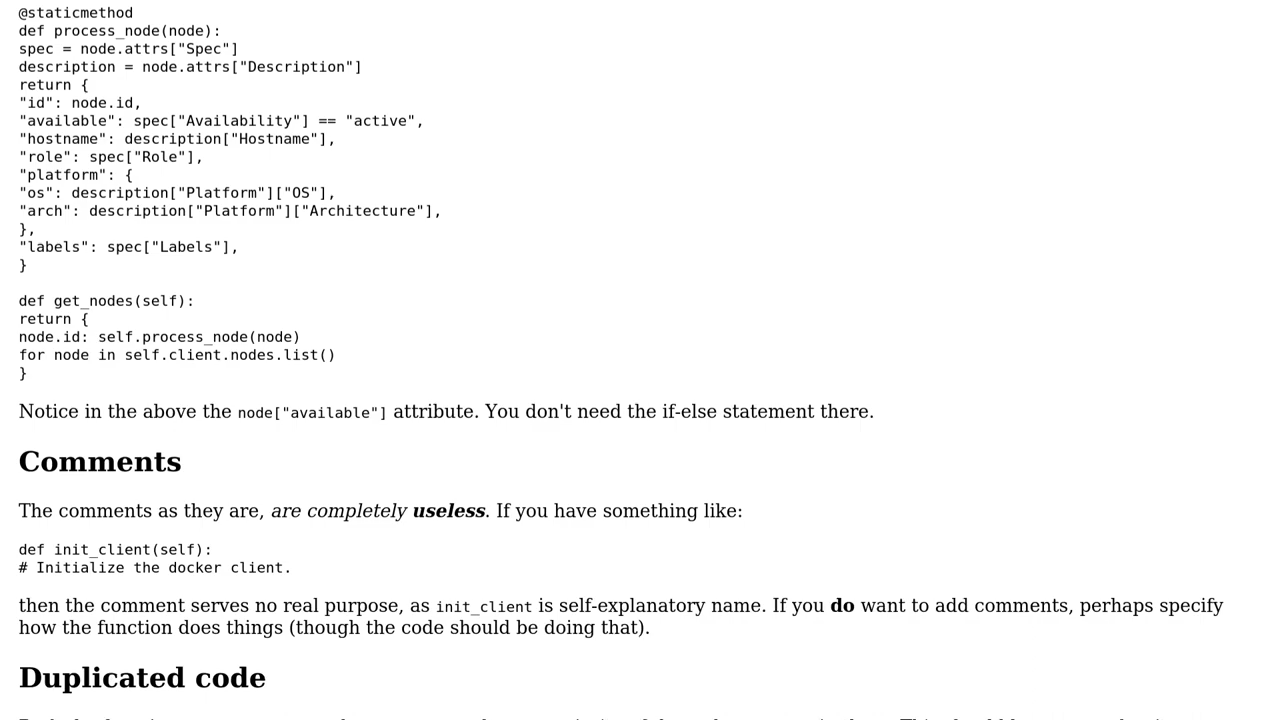 @staticmethod
def process_node(node):
spec = node.attrs["Spec"]
description = node.attrs["Description"]
return {
"id": node.id,
"available": spec["Availability"] == "active",
"hostname": description["Hostname"],
"role": spec["Role"],
"platform": {
"os": description["Platform"]["OS"],
"arch": description["Platform"]["Architecture"],
},
"labels": spec["Labels"],
}
def get_nodes(self):
return {
node.id: self.process_node(node)
for node in self.client.nodes.list()
}
Notice in the above the node["available"] attribute. You don't need the if-else statement there.
Comments
The comments as they are, are completely useless. If you have something like:
def init_client(self):
# Initialize the docker client.
then the comment serves no real purpose, as init_client is self-explanatory name. If you do want to add comments, perhaps specify
how the function does things (though the code should be doing that).
Duplicated code